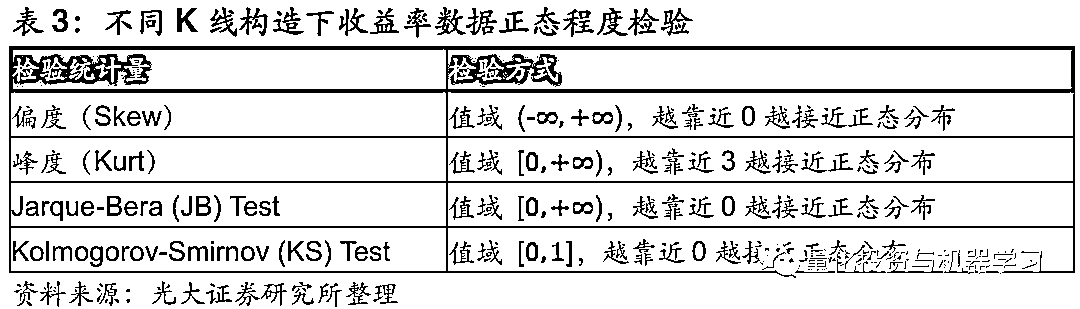 表 3：不同 K 线构造下收益率数据正态程度检验
检验统计量 检验方式
偏度（Skew） 值域 (-∞,+∞)，越靠近 0 越接近正态分布
峰度（Kurt） 值域 [0,+∞)，越靠近 3 越接近正态分布
Jarque-Bera (JB) Test 值域 [0,+∞)，越靠近 0 越接近正态分布
Kolmogorov-Smirnov (KS) Test 值域 [0,1]，越靠近 0 越接近正态分布
量化投资与机器学习
资料来源：光大证券研究所整理